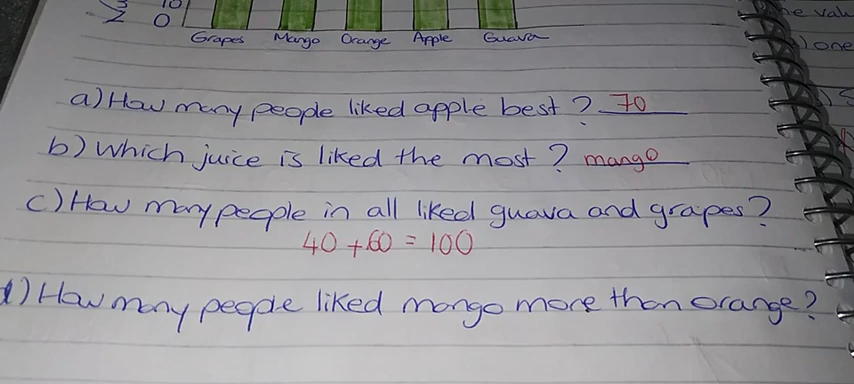 10
0
Grapes Mango Orange Apple Guava
a) How many people liked apple best? 70
b) Which juice is liked the most? mango
c) How many people in all liked guava and grapes?
40 + 60 = 100
d) How many people liked mango more than orange?
one